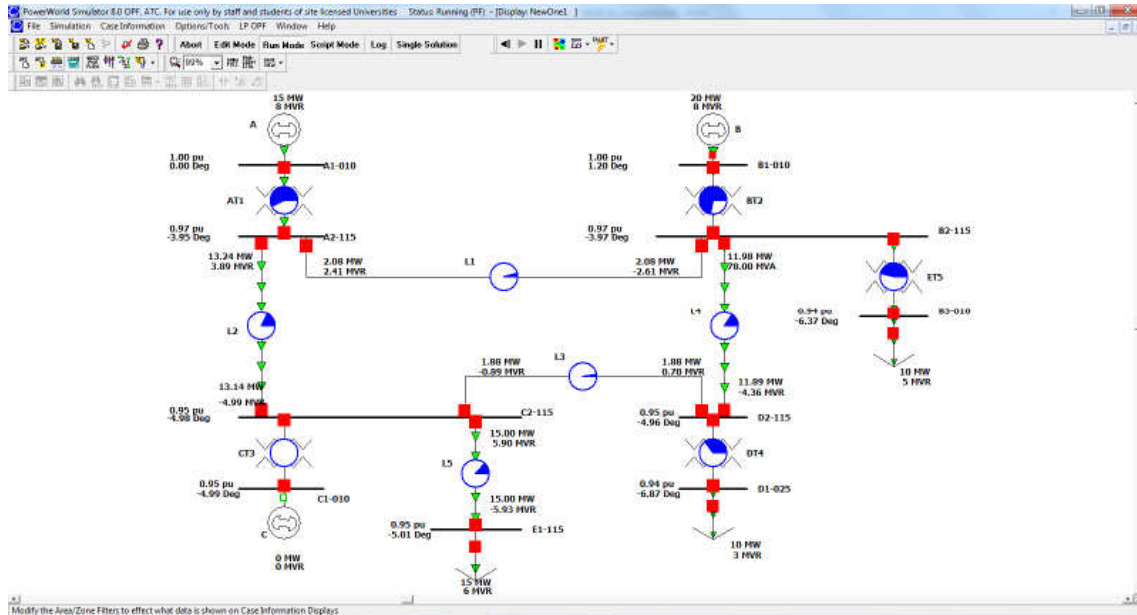 PowerWorld Simulator 8.0 OPF, ATC. For use only by staff and students of site licensed Universities Status: Running (PF) - [Display: NewOne1 ]
File Simulation Case Information Options/Tools LP OPF Window Help
Abort Edit Mode Run Mode Script Mode Log Single Solution
99%
15 MW
8 MVR
A
1.00 pu
0.00 Deg
A1-010
AT1
0.97 pu
-3.95 Deg
A2-115
20 MW
8 MVR
B
1.00 pu
1.20 Deg
B1-010
BT2
0.97 pu
-3.97 Deg
B2-115
13.24 MW
3.89 MVR
2.08 MW
2.41 MVR
L1
2.08 MW
-2.61 MVR
11.98 MW
78.00 MVA
ET5
0.94 pu
-6.37 Deg
B3-010
10 MW
5 MVR
L2
L4
13.14 MW
-4.99 MVR
1.88 MW
-0.89 MVR
L3
1.88 MW
0.70 MVR
11.89 MW
-4.36 MVR
0.95 pu
-4.98 Deg
C2-115
0.95 pu
-4.96 Deg
D2-115
CT3
15.00 MW
5.90 MVR
L5
DT4
0.95 pu
-4.99 Deg
C1-010
15.00 MW
-5.93 MVR
0.94 pu
-6.87 Deg
D1-025
C
0.95 pu
-5.01 Deg
E1-115
0 MW
0 MVR
15 MW
6 MVR
10 MW
3 MVR
Modify the Area/Zone Filters to effect what data is shown on Case Information Displays